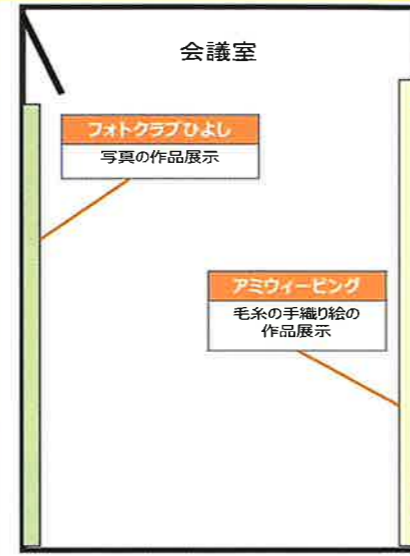 会議室
フォトクラブひよし
写真の作品展示
アミウィービング
毛糸の手織り絵の
作品展示